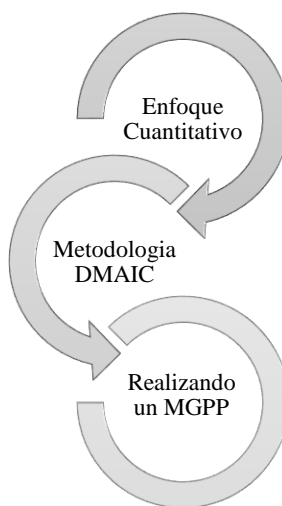 Enfoque
Cuantitativo
Metodologia
DMAIC
Realizando
un MGPP